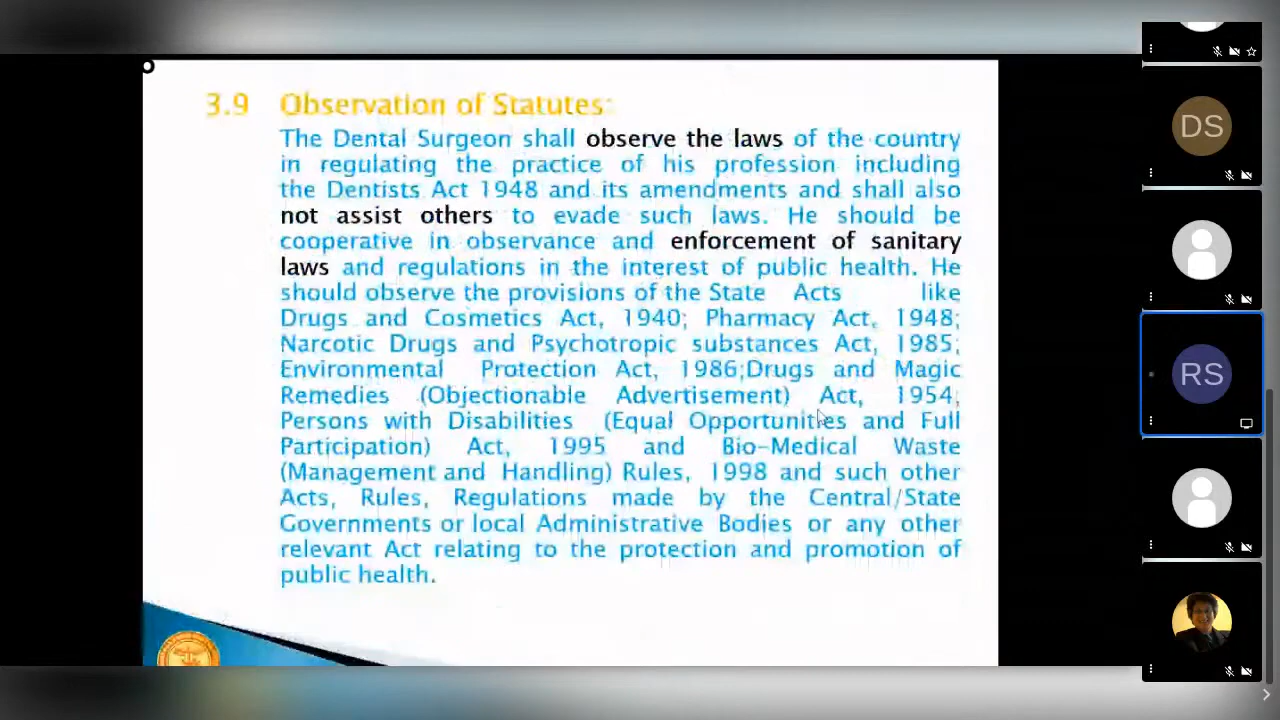 3.9 Observation of Statutes:
The Dental Surgeon shall observe the laws of the country
in regulating the practice of his profession including
the Dentists Act 1948 and its amendments and shall also
not assist others to evade such laws. He should be
cooperative in observance and enforcement of sanitary
laws and regulations in the interest of public health. He
should observe the provisions of the State Acts like
Drugs and Cosmetics Act, 1940; Pharmacy Act, 1948;
Narcotic Drugs and Psychotropic substances Act, 1985;
Environmental Protection Act, 1986;Drugs and Magic
Remedies (Objectionable Advertisement) Act, 1954;
Persons with Disabilities (Equal Opportunities and Full
Participation) Act, 1995 and Bio-Medical Waste
(Management and Handling) Rules, 1998 and such other
Acts, Rules, Regulations made by the Central/State
Governments or local Administrative Bodies or any other
relevant Act relating to the protection and promotion of
public health.
DS
RS